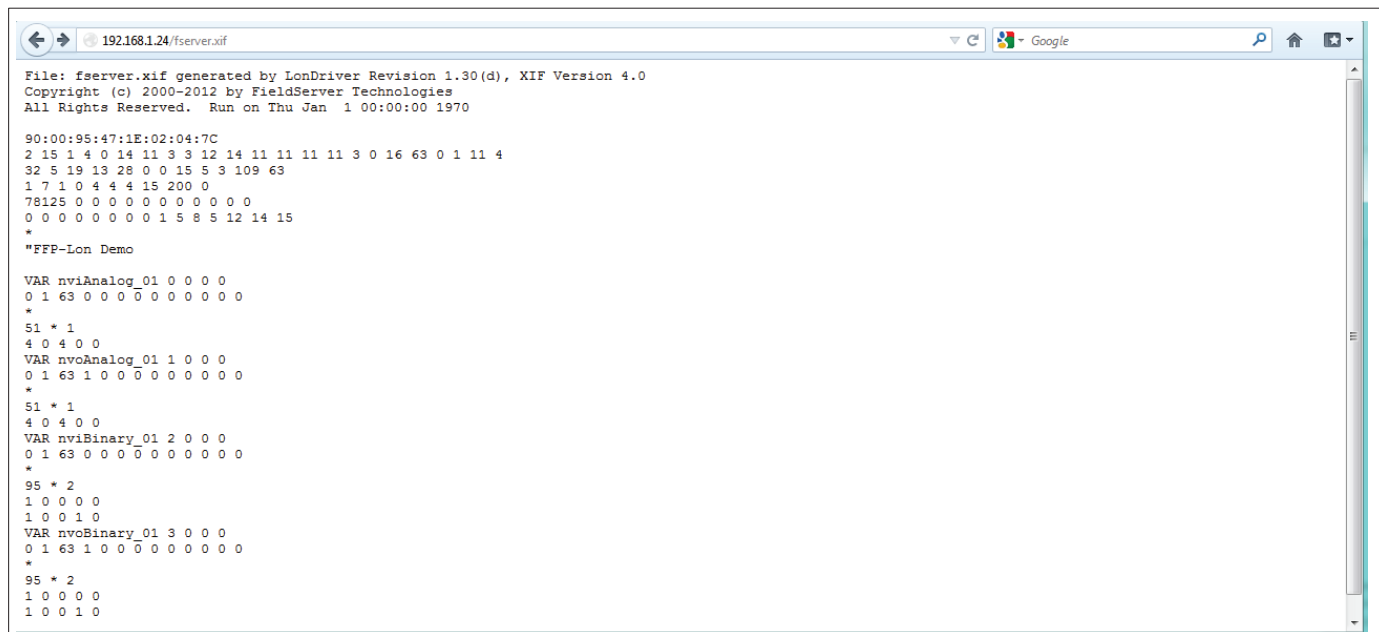 192.168.1.24/fserver.xif
Google
File: fserver.xif generated by LonDriver Revision 1.30(d), XIF Version 4.0
Copyright (c) 2000-2012 by FieldServer Technologies
All Rights Reserved.  Run on Thu Jan  1 00:00:00 1970
90:00:95:47:1E:02:04:7C
2 15 1 4 0 14 11 3 3 12 14 11 11 11 11 3 0 16 63 0 1 11 4
32 5 19 13 28 0 0 15 5 3 109 63
1 7 1 0 4 4 4 15 200 0
78125 0 0 0 0 0 0 0 0 0 0 0
0 0 0 0 0 0 0 0 1 5 8 5 12 14 15
*
"FFP-Lon Demo
VAR nviAnalog_01 0 0 0 0
0 1 63 0 0 0 0 0 0 0 0 0 0
*
51 * 1
4 0 4 0 0
VAR nvoAnalog_01 1 0 0 0
0 1 63 1 0 0 0 0 0 0 0 0 0
*
51 * 1
4 0 4 0 0
VAR nviBinary_01 2 0 0 0
0 1 63 0 0 0 0 0 0 0 0 0 0
*
95 * 2
1 0 0 0 0
1 0 0 1 0
VAR nvoBinary_01 3 0 0 0
0 1 63 1 0 0 0 0 0 0 0 0 0
*
95 * 2
1 0 0 0 0
1 0 0 1 0